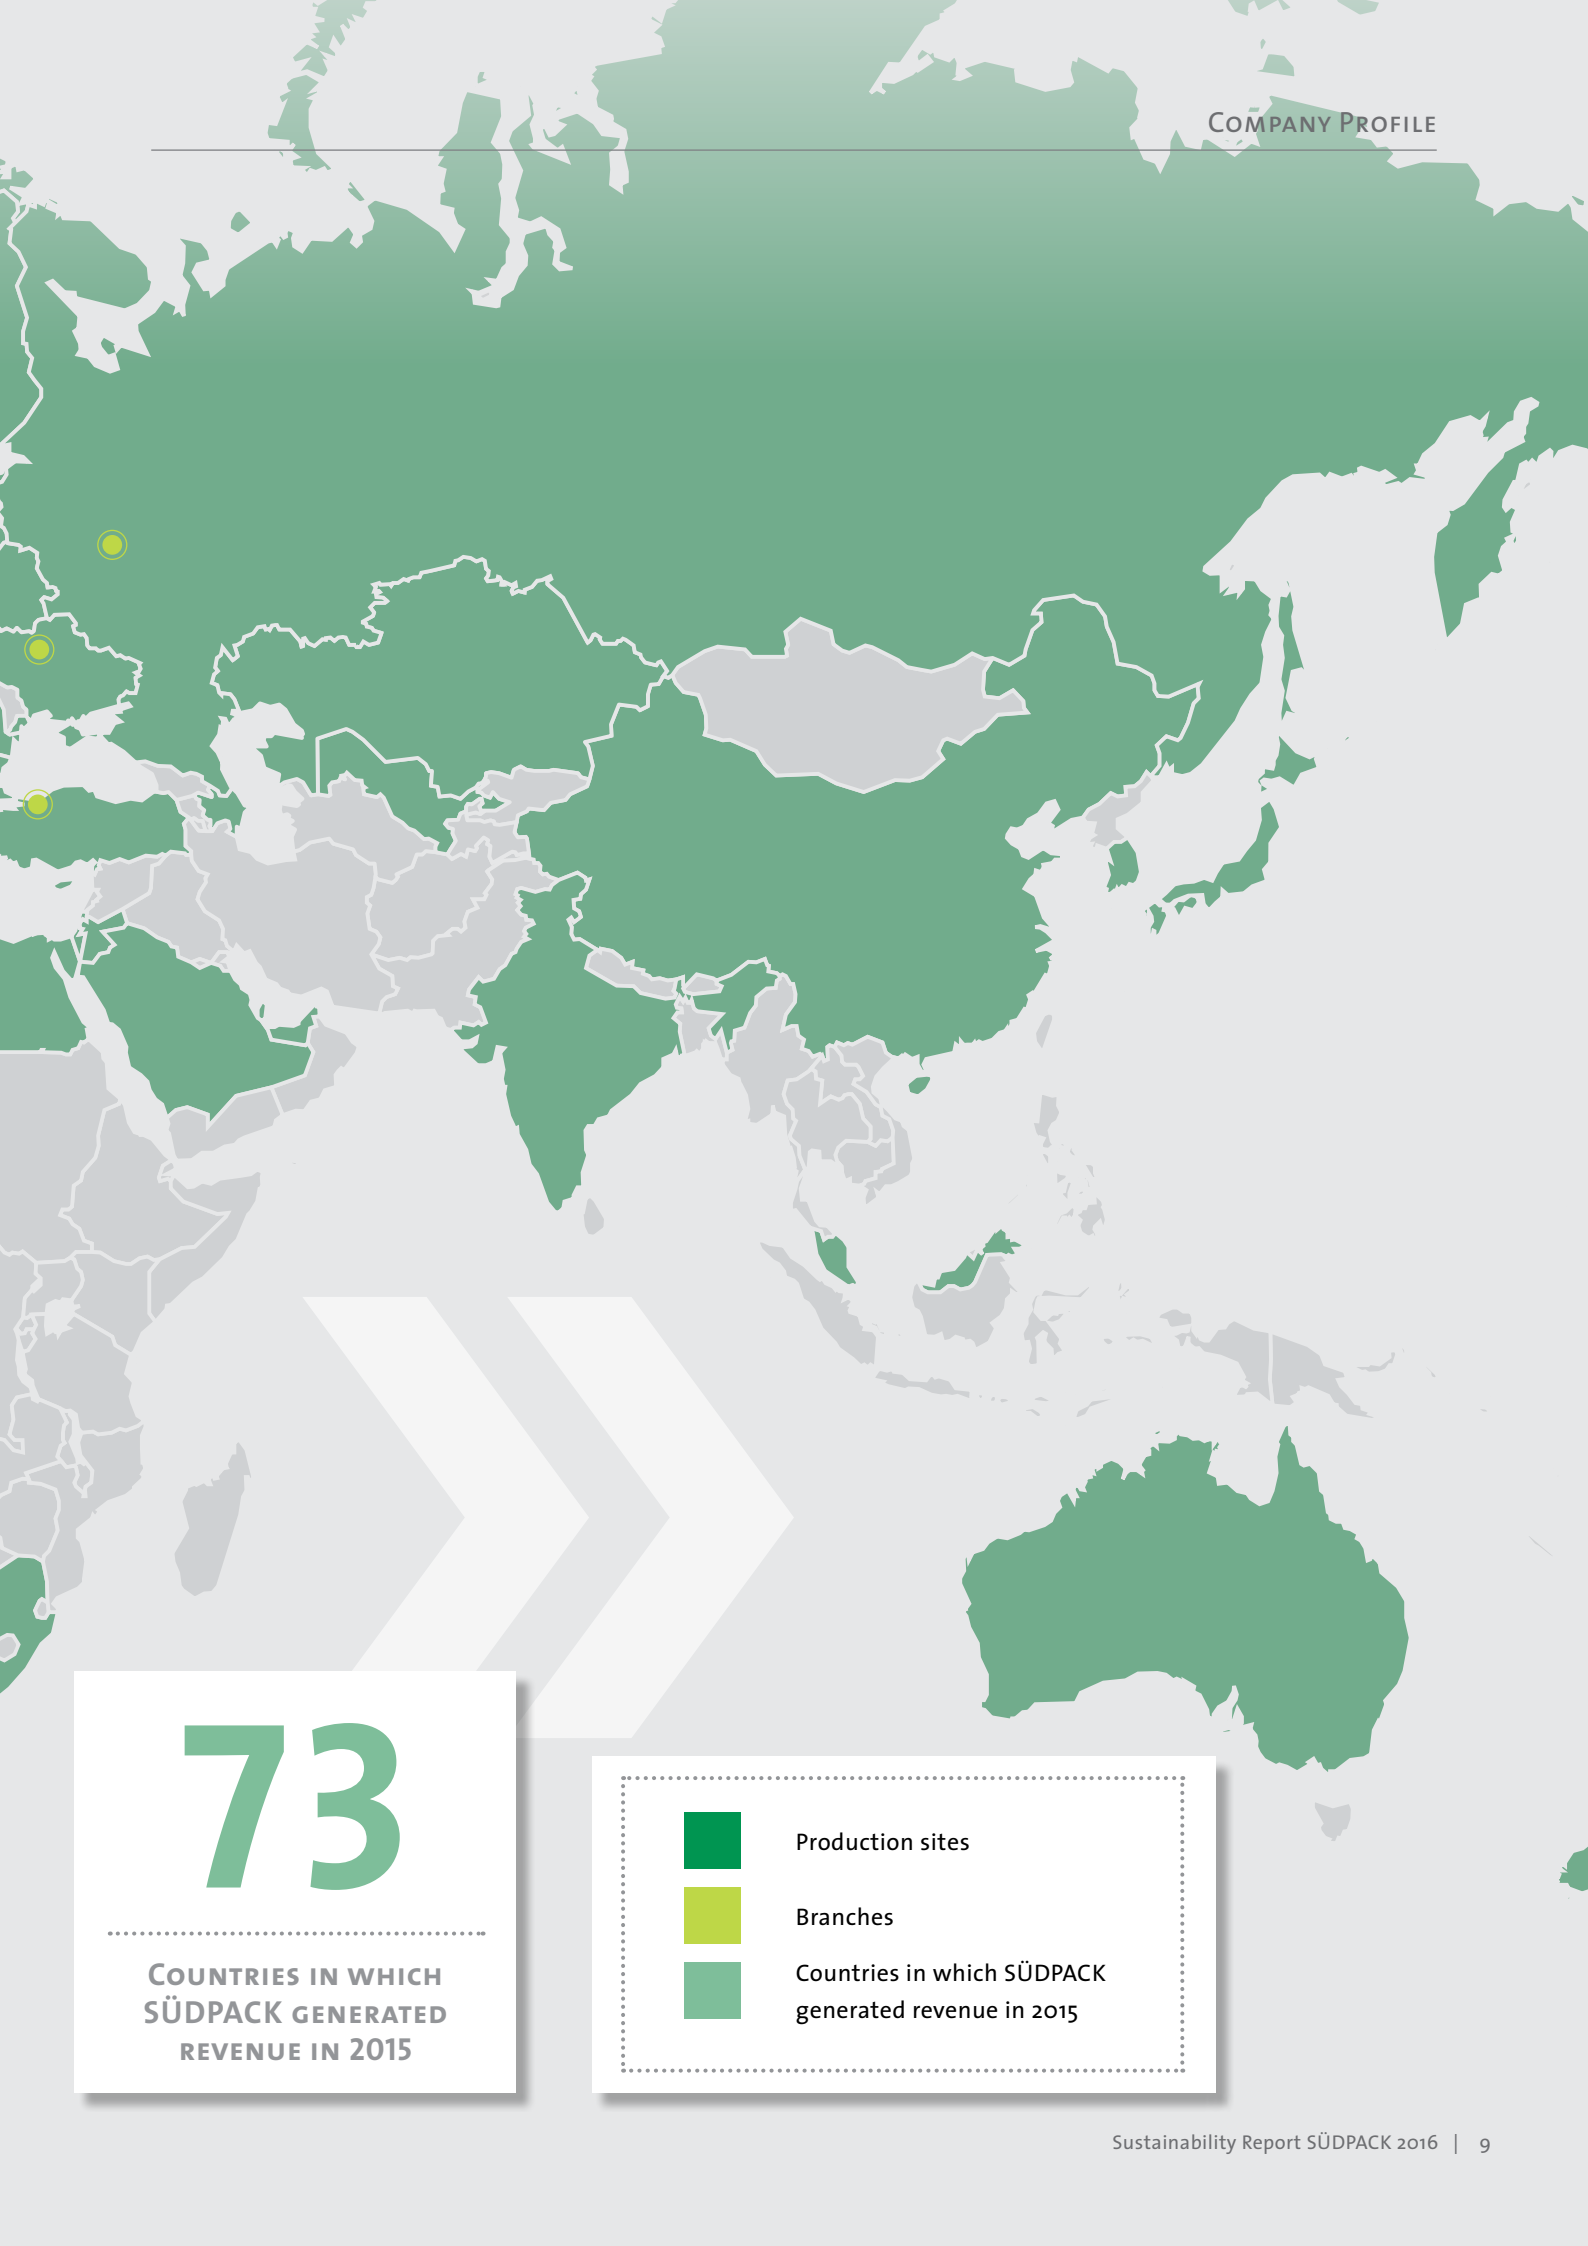 Company Profile
73
Countries in which
SÜDPACK generated
revenue in 2015
Production sites
Branches
Countries in which SÜDPACK
generated revenue in 2015
Sustainability Report SÜDPACK 2016 | 9